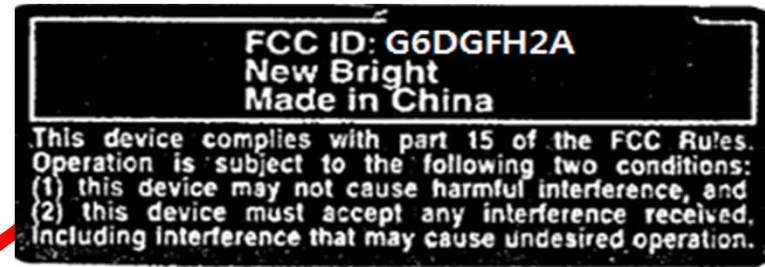 FCC ID: G6DGFH2A
New Bright
Made in China
This device complies with part 15 of the FCC Rules.
Operation is subject to the following two conditions:
(1) this device may not cause harmful interference, and
(2) this device must accept any interference received.
including interference that may cause undesired operation.